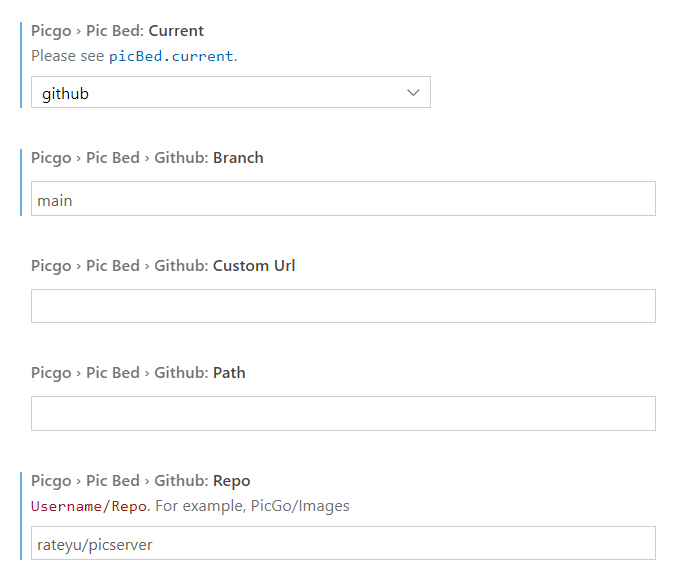 Picgo › Pic Bed: Current
Please see picBed.current.
github
Picgo › Pic Bed › Github: Branch
main
Picgo › Pic Bed › Github: Custom Url
Picgo › Pic Bed › Github: Path
Picgo › Pic Bed › Github: Repo
Username/Repo. For example, PicGo/Images
rateyu/picserver